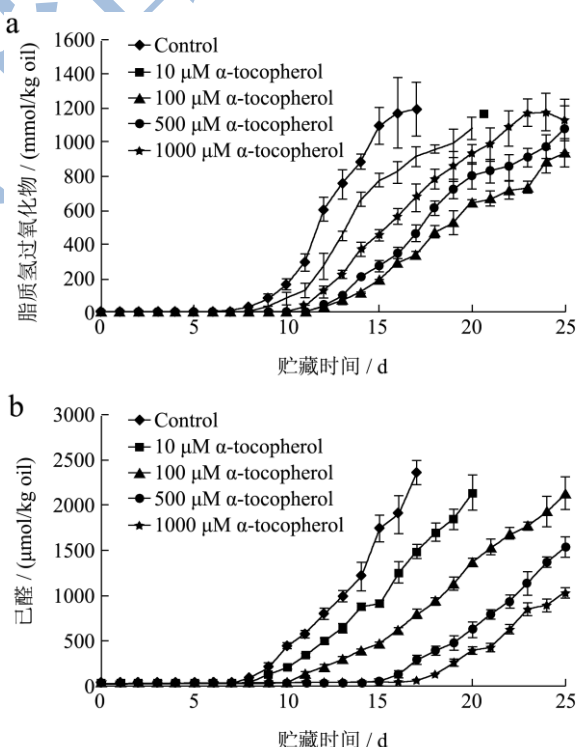 a
1600
1400
1200
1000
800
600
400
200
0
Control
10 μM α-tocopherol
100 μM α-tocopherol
500 μM α-tocopherol
1000 μM α-tocopherol
脂质氢过氧化物 / (mmol/kg oil)
0 5 10 15 20 25
贮藏时间 / d
b
3000
2500
2000
1500
1000
500
0
Control
10 μM α-tocopherol
100 μM α-tocopherol
500 μM α-tocopherol
1000 μM α-tocopherol
已醛 / (μmol/kg oil)
0 5 10 15 20 25
贮藏时间 / d